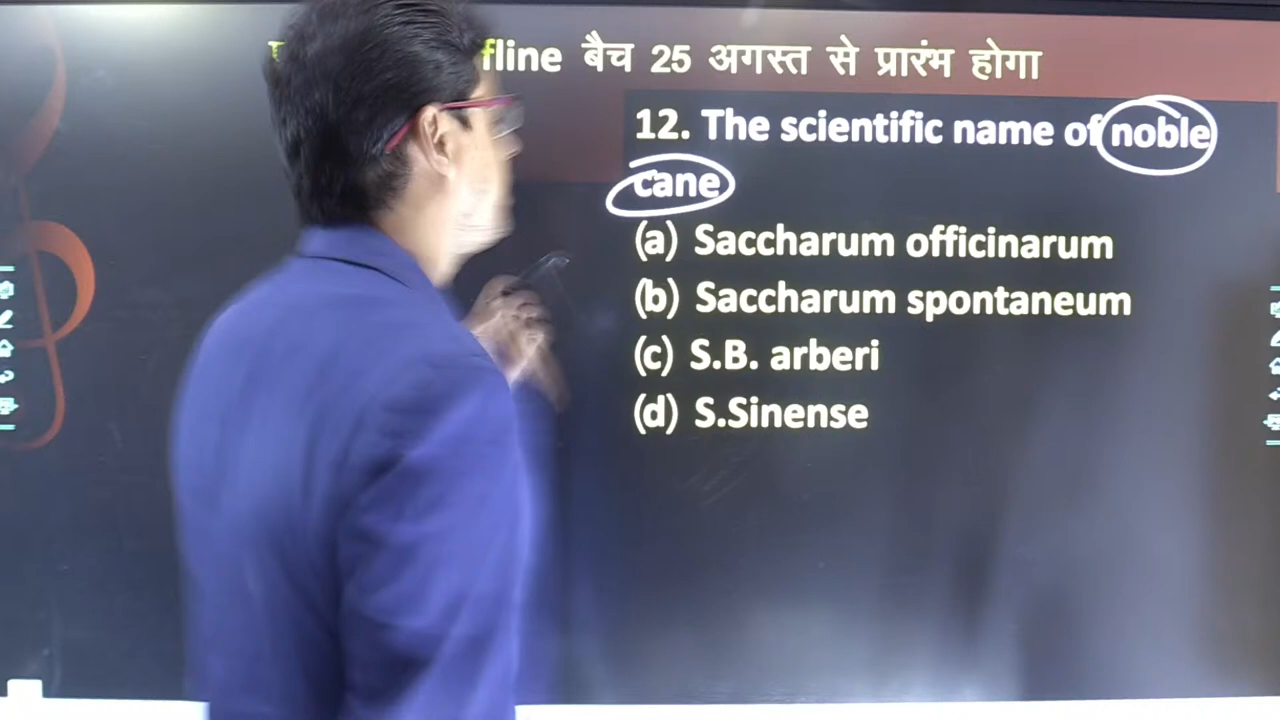 fline बैच 25 अगस्त से प्रारंभ होगा
12. The scientific name of noble
cane
(a) Saccharum officinarum
(b) Saccharum spontaneum
(c) S.B. arberi
(d) S.Sinense